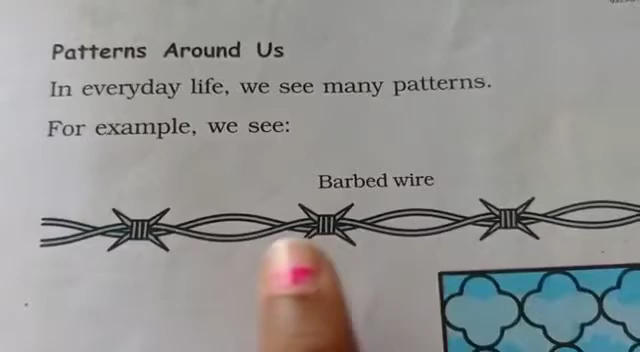 Patterns Around Us
In everyday life, we see many patterns.
For example, we see:
Barbed wire